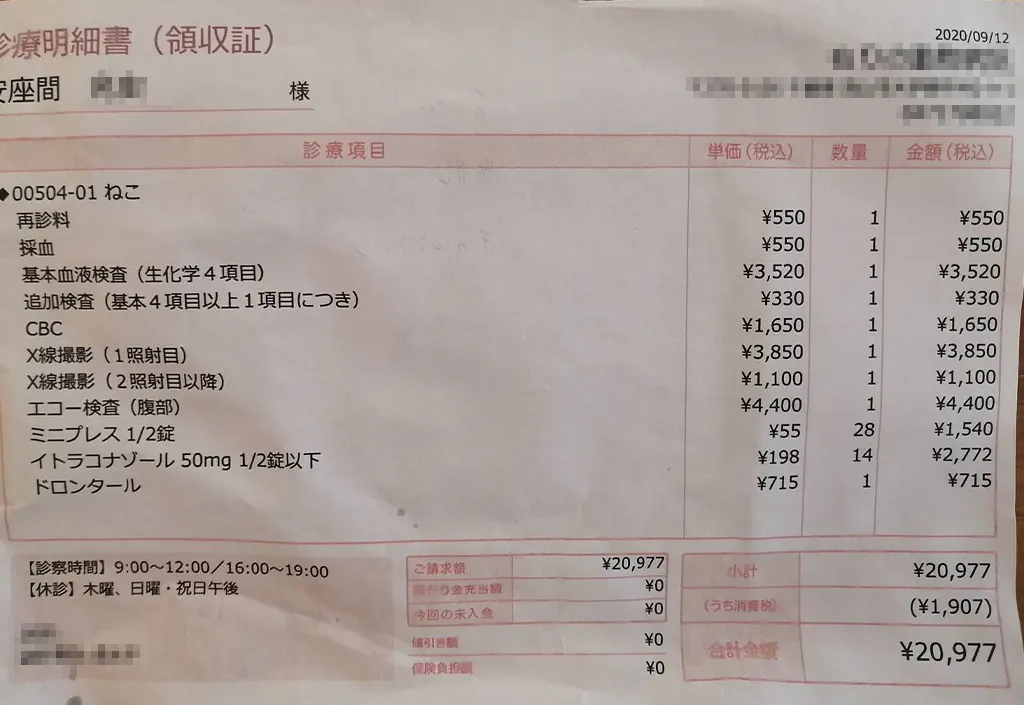 診療明細書（領収証）
2020/09/12
安座間
様
診療項目 単価(税込) 数量 金額(税込)
◆00504-01 ねこ
再診料 ¥550 1 ¥550
採血 ¥550 1 ¥550
基本血液検査（生化学４項目） ¥3,520 1 ¥3,520
追加検査（基本４項目以上１項目につき） ¥330 1 ¥330
CBC ¥1,650 1 ¥1,650
X線撮影（１照射目） ¥3,850 1 ¥3,850
X線撮影（２照射目以降） ¥1,100 1 ¥1,100
エコー検査（腹部） ¥4,400 1 ¥4,400
ミニプレス 1/2錠 ¥55 28 ¥1,540
イトラコナゾール 50mg 1/2錠以下 ¥198 14 ¥2,772
ドロンタール ¥715 1 ¥715
【診察時間】9:00～12:00／16:00～19:00
【休診】木曜、日曜・祝日午後
ご請求額 ¥20,977
預かり金充当額 ¥0
今回の未入金 ¥0
値引き額 ¥0
保険負担額 ¥0
小計 ¥20,977
(うち消費税) (¥1,907)
合計金額 ¥20,977